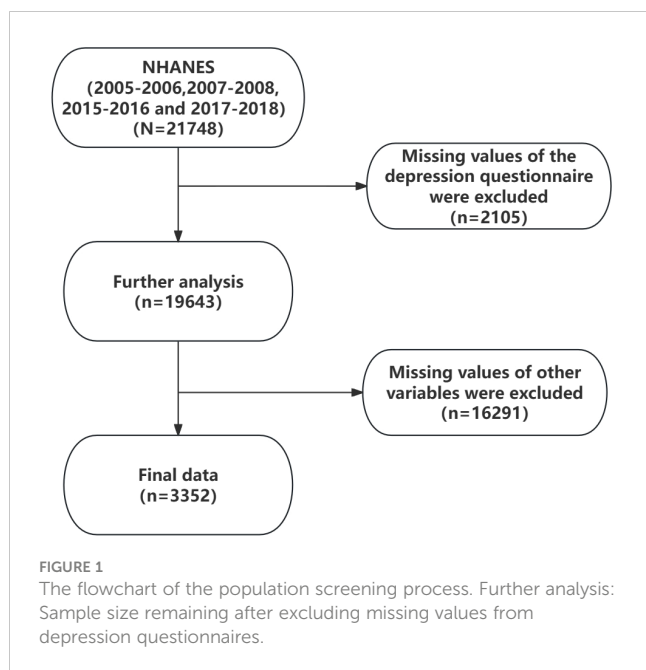 NHANES
(2005-2006,2007-2008,
2015-2016 and 2017-2018)
(N=21748)
Missing values of the
depression questionnaire
were excluded
(n=2105)
Further analysis
(n=19643)
Missing values of other
variables were excluded
(n=16291)
Final data
(n=3352)
FIGURE 1
The flowchart of the population screening process. Further analysis:
Sample size remaining after excluding missing values from
depression questionnaires.